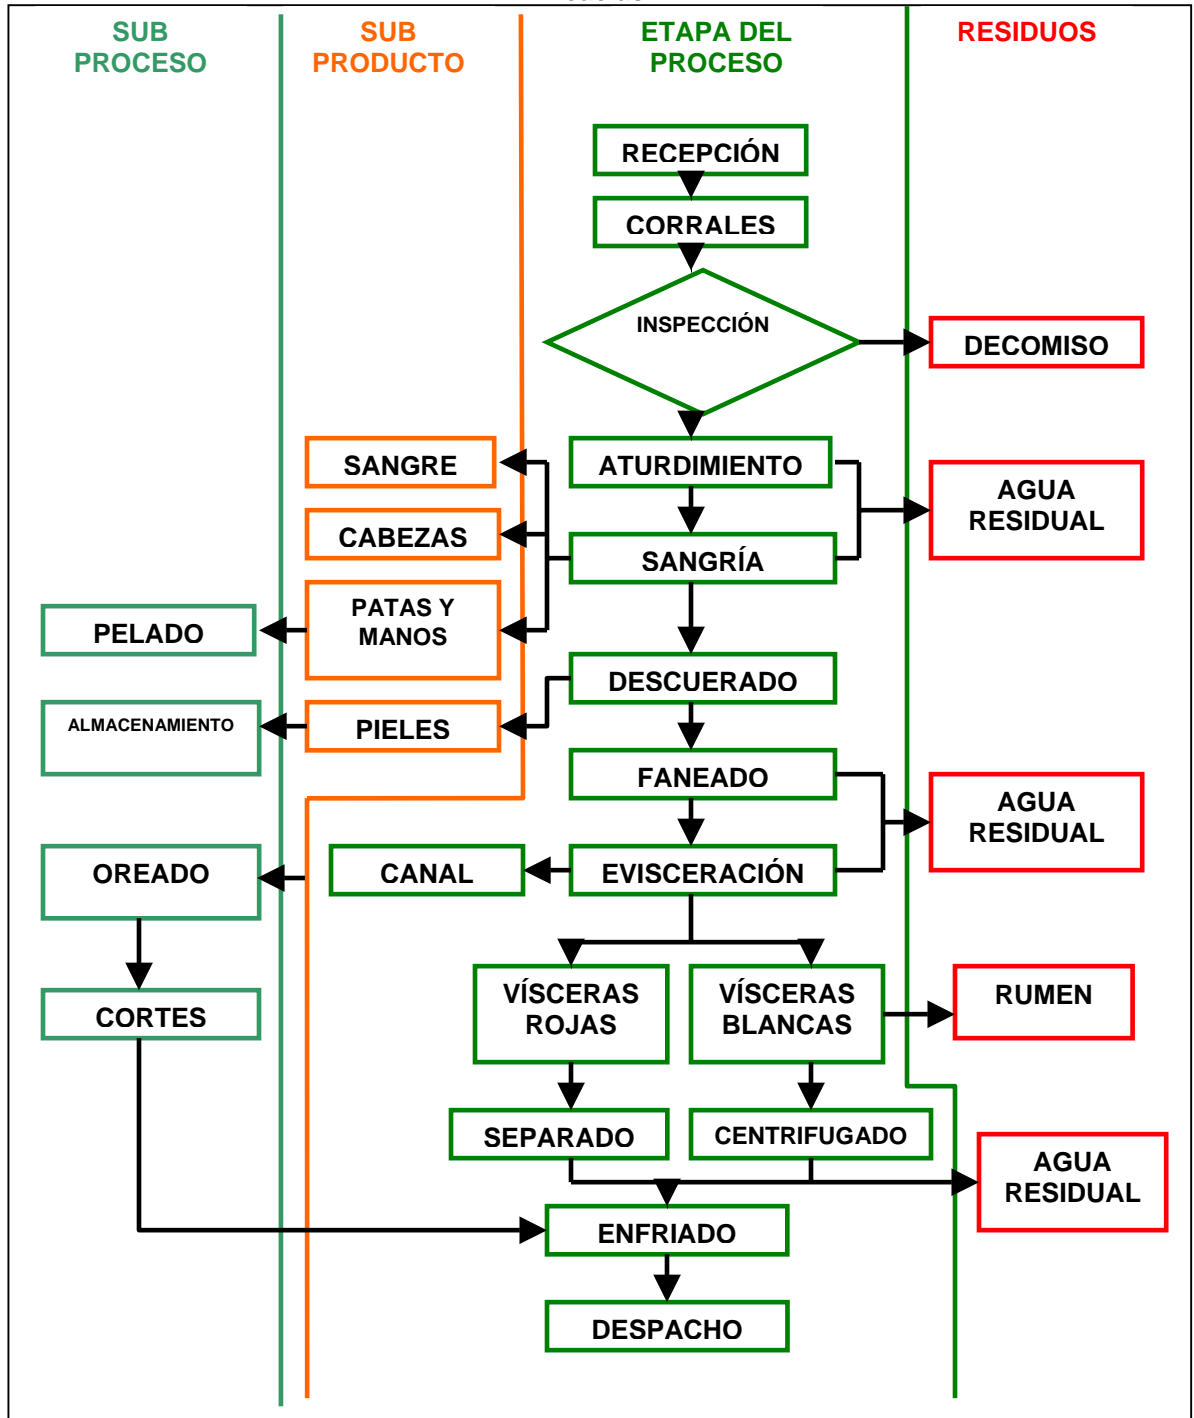 SUB
PROCESO
SUB
PRODUCTO
ETAPA DEL
PROCESO
RESIDUOS
RECEPCIÓN
CORRALES
INSPECCIÓN
DECOMISO
SANGRE
ATURDIMIENTO
AGUA
RESIDUAL
CABEZAS
SANGRÍA
PATAS Y
MANOS
PELADO
DESCUERADO
ALMACENAMIENTO
PIELES
FANEADO
AGUA
RESIDUAL
OREADO
CANAL
EVISCERACIÓN
VÍSCERAS
ROJAS
VÍSCERAS
BLANCAS
RUMEN
CORTES
SEPARADO
CENTRIFUGADO
AGUA
RESIDUAL
ENFRIADO
DESPACHO